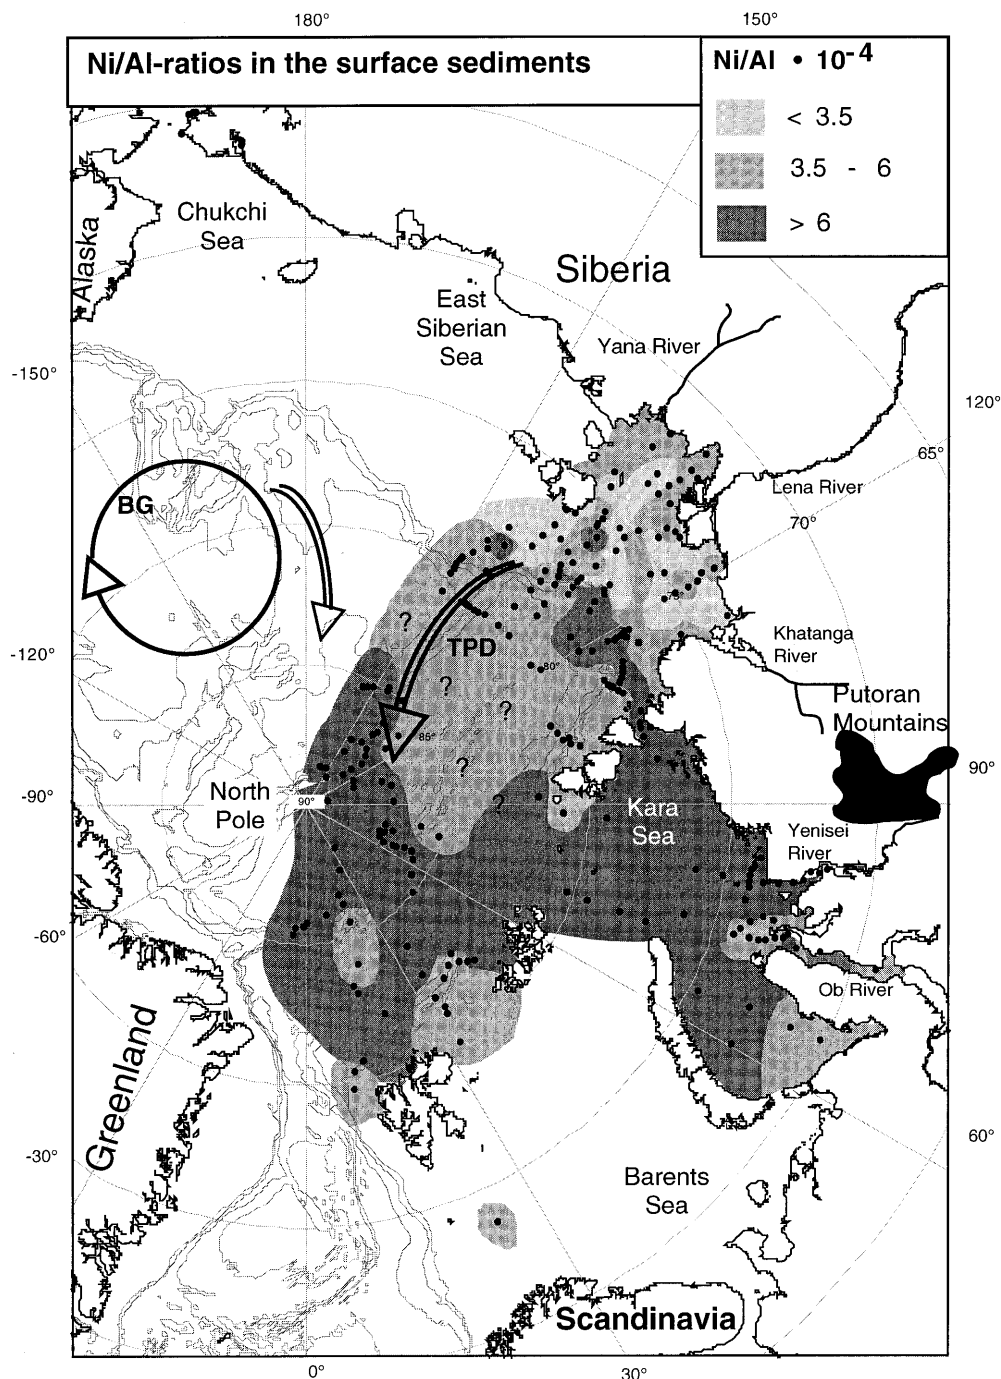 180°
150°
Ni/Al-ratios in the surface sediments
Ni/Al • 10-4
< 3.5
3.5 - 6
> 6
Chukchi
Sea
Alaska
Siberia
East
Siberian
Sea
Yana River
-150°
120°
65°
BG
Lena River
70°
75°
?
TPD
Khatanga
River
-120°
80°
?
?
Putoran
Mountains
85°
?
90°
-90°
North
Pole
90°
?
Kara
Sea
Yenisei
River
-60°
Ob River
Greenland
60°
-30°
Barents
Sea
Scandinavia
0°
30°